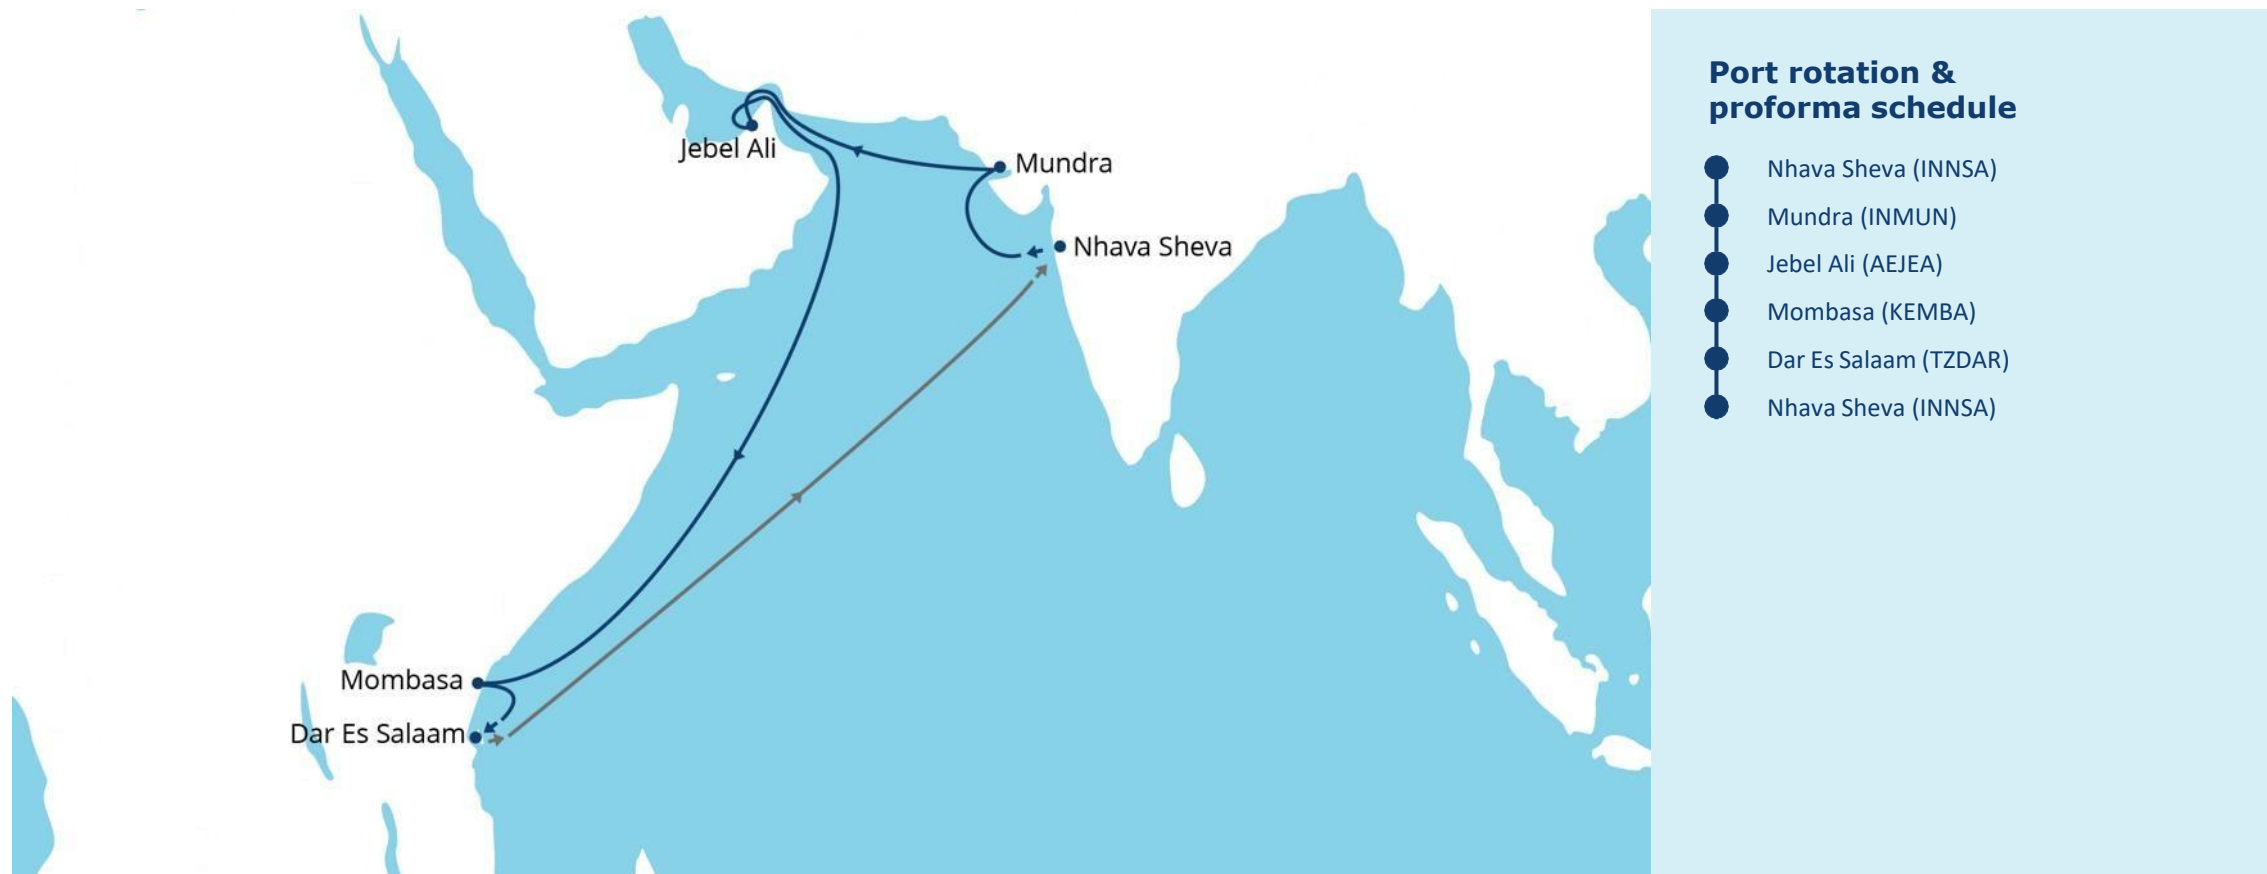 Jebel Ali
Mundra
Nhava Sheva
Mombasa
Dar Es Salaam
Port rotation &
proforma schedule
Nhava Sheva (INNSA)
Mundra (INMUN)
Jebel Ali (AEJEA)
Mombasa (KEMBA)
Dar Es Salaam (TZDAR)
Nhava Sheva (INNSA)